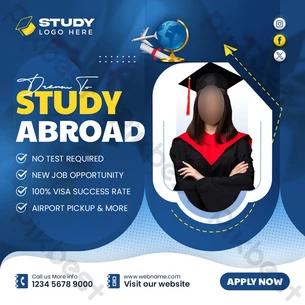 STUDY
LOGO HERE
Dream To
STUDY
ABROAD
NO TEST REQUIRED
NEW JOB OPPORTUNITY
100% VISA SUCCESS RATE
AIRPORT PICKUP & MORE
Call us More info
1234 5678 9000
www.webname.com
Visit our website
APPLY NOW